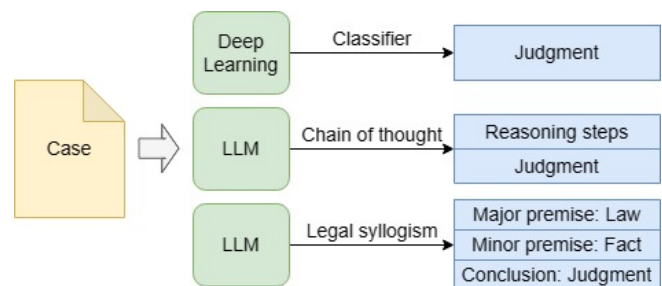 Case
Deep
Learning
Classifier
Judgment
LLM
Chain of thought
Reasoning steps
Judgment
LLM
Legal syllogism
Major premise: Law
Minor premise: Fact
Conclusion: Judgment